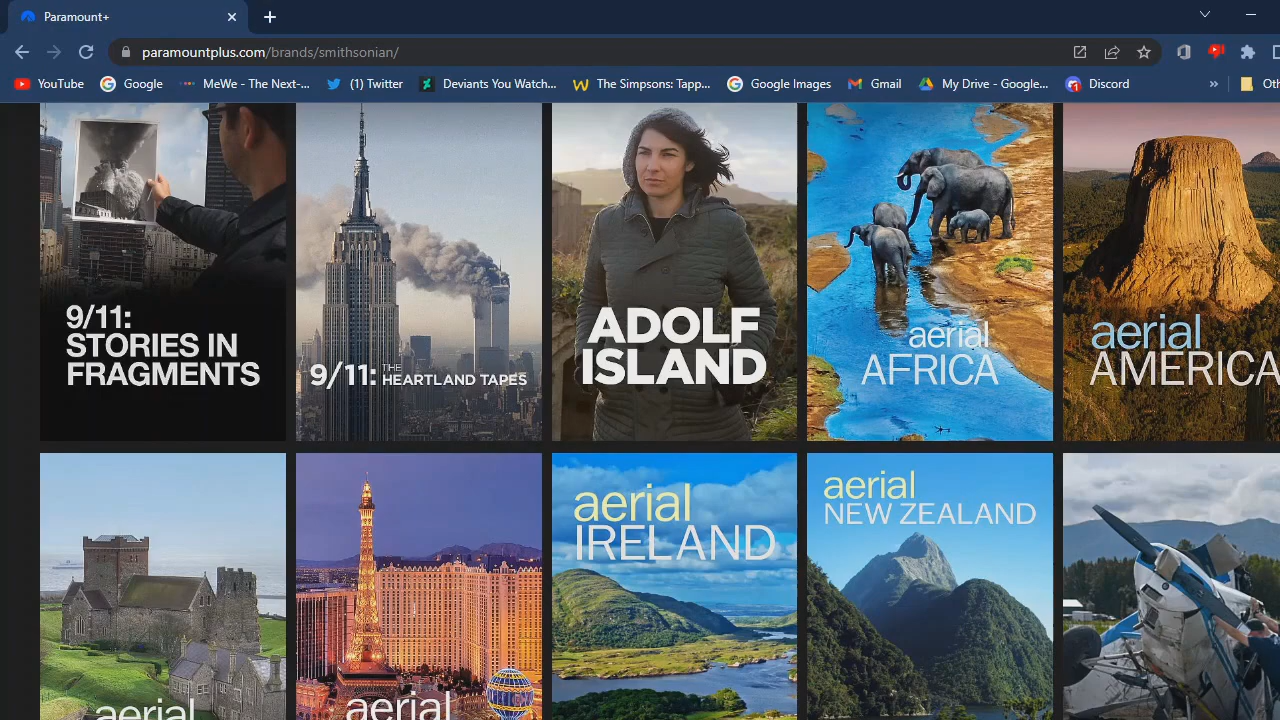 Paramount+
paramountplus.com/brands/smithsonian/
YouTube
Google
MeWe - The Next-...
(1) Twitter
Deviants You Watch...
The Simpsons: Tapp...
Google Images
Gmail
My Drive - Google...
Discord
»
Oth
9/11:
STORIES IN
FRAGMENTS
9/11: THE
HEARTLAND TAPES
ADOLF
ISLAND
aerial
AFRICA
aerial
AMERICA
aerial
aerial
aerial
IRELAND
aerial
NEW ZEALAND